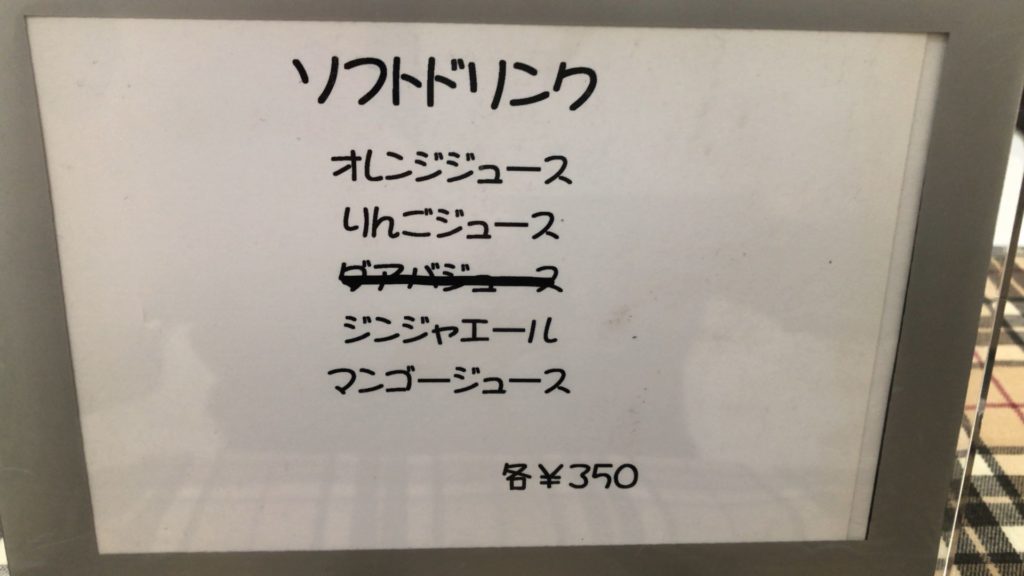 ソフトドリンク
オレンジジュース
りんごジュース
グアバジュース
ジンジャエール
マンゴージュース
各¥350